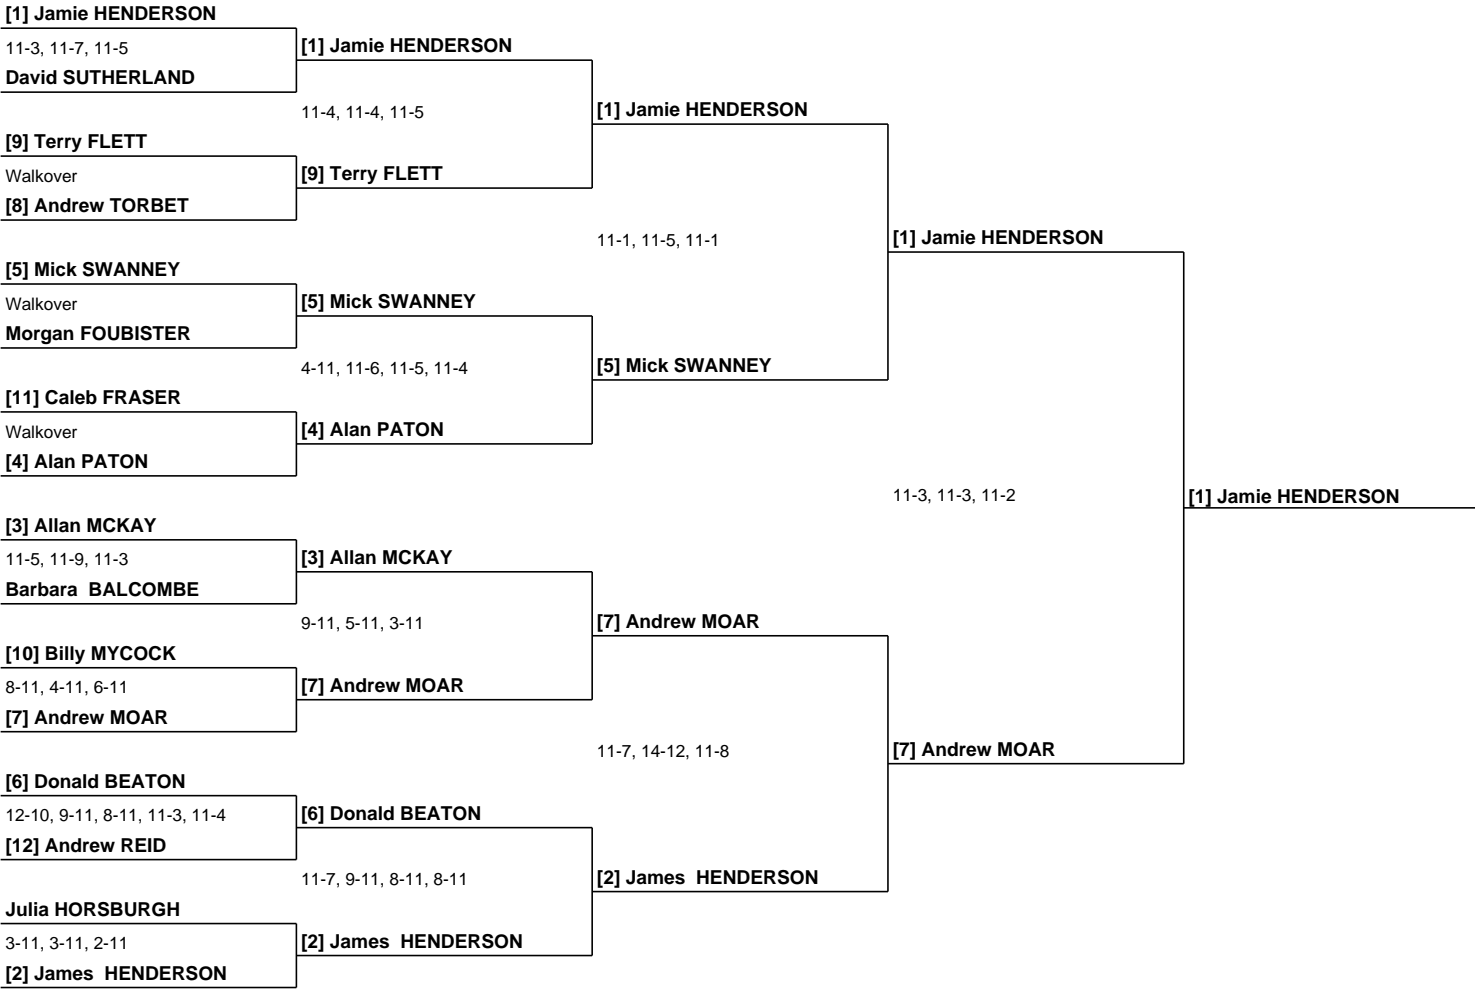 [1] Jamie HENDERSON
11-3, 11-7, 11-5
David SUTHERLAND
[9] Terry FLETT
Walkover
[8] Andrew TORBET
[5] Mick SWANNEY
Walkover
Morgan FOUBISTER
[11] Caleb FRASER
Walkover
[4] Alan PATON
[3] Allan MCKAY
11-5, 11-9, 11-3
Barbara  BALCOMBE
[10] Billy MYCOCK
8-11, 4-11, 6-11
[7] Andrew MOAR
[6] Donald BEATON
12-10, 9-11, 8-11, 11-3, 11-4
[12] Andrew REID
Julia HORSBURGH
3-11, 3-11, 2-11
[2] James  HENDERSON
[1] Jamie HENDERSON
11-4, 11-4, 11-5
[9] Terry FLETT
[5] Mick SWANNEY
4-11, 11-6, 11-5, 11-4
[4] Alan PATON
[3] Allan MCKAY
9-11, 5-11, 3-11
[7] Andrew MOAR
[6] Donald BEATON
11-7, 9-11, 8-11, 8-11
[2] James  HENDERSON
[1] Jamie HENDERSON
11-1, 11-5, 11-1
[5] Mick SWANNEY
[7] Andrew MOAR
11-7, 14-12, 11-8
[2] James  HENDERSON
[1] Jamie HENDERSON
11-3, 11-3, 11-2
[7] Andrew MOAR
[1] Jamie HENDERSON